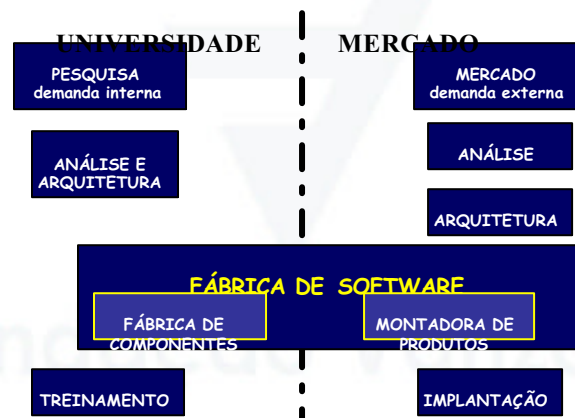 UNIVERSIDADE
MERCADO
PESQUISA
demanda interna
MERCADO
demanda externa
ANÁLISE E
ARQUITETURA
ANÁLISE
ARQUITETURA
FÁBRICA DE SOFTWARE
FÁBRICA DE
COMPONENTES
MONTADORA DE
PRODUTOS
TREINAMENTO
IMPLANTAÇÃO